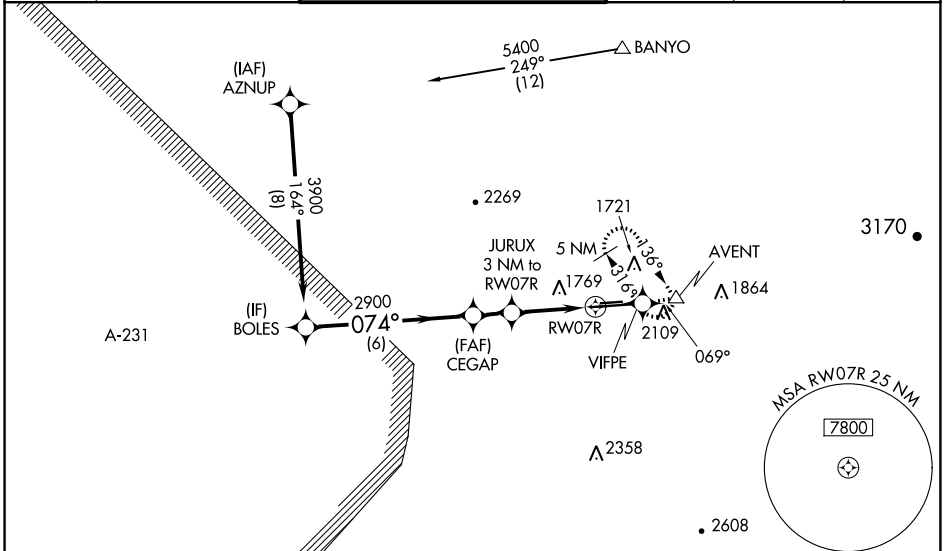 5400
249°
(12)
BANYO
(IAF)
AZNUP
3900
164°
(8)
2269
1721
3170
JURUX
3 NM to
RW07R
5 NM
136°
316°
AVENT
1769
1864
2900
074°
(6)
(IF)
BOLES
A-231
(FAF)
CEGAP
RW07R
VIFPE
2109
069°
MSA RW07R 25 NM
7800
2358
2608